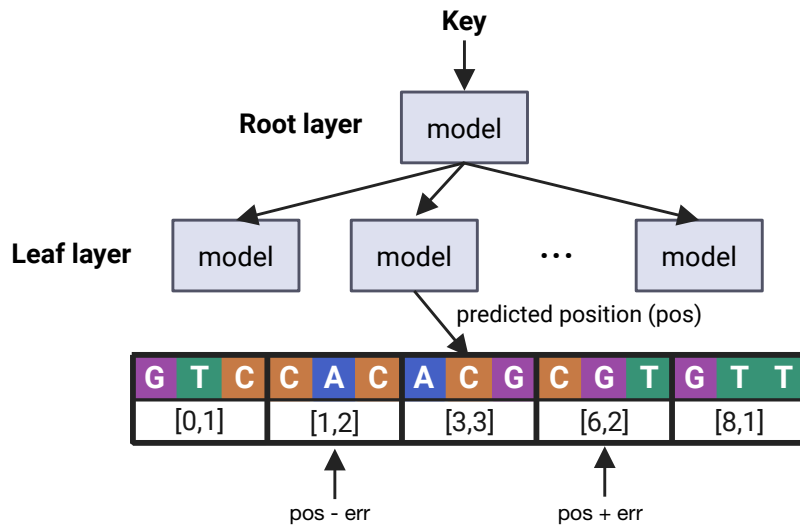 Key
Root layer
model
Leaf layer
model
model
...
model
predicted position (pos)
G T C C A C A C G C G T G T T
[0,1] [1,2] [3,3] [6,2] [8,1]
pos - err
pos + err